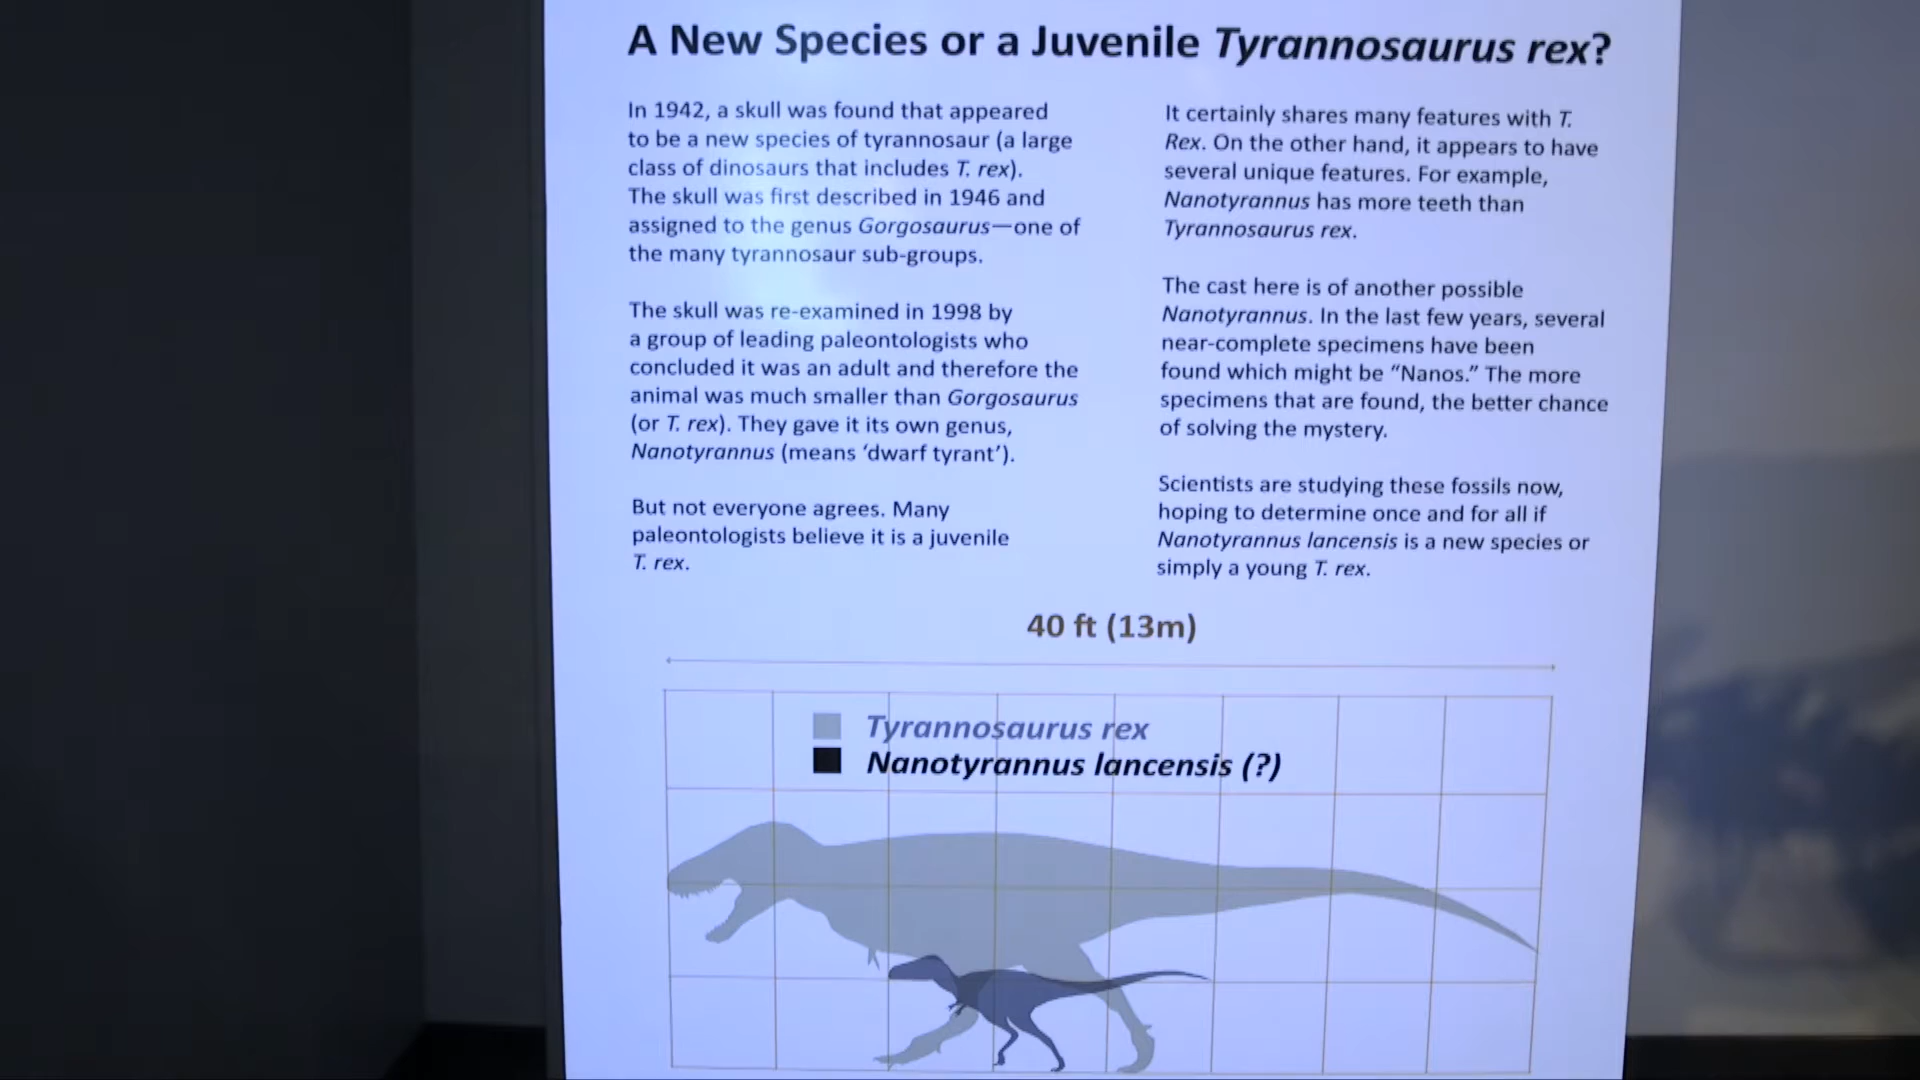 A New Species or a Juvenile Tyrannosaurus rex?
In 1942, a skull was found that appeared
to be a new species of tyrannosaur (a large
class of dinosaurs that includes T. rex).
The skull was first described in 1946 and
assigned to the genus Gorgosaurus—one of
the many tyrannosaur sub-groups.
The skull was re-examined in 1998 by
a group of leading paleontologists who
concluded it was an adult and therefore the
animal was much smaller than Gorgosaurus
(or T. rex). They gave it its own genus,
Nanotyrannus (means ‘dwarf tyrant’).
But not everyone agrees. Many
paleontologists believe it is a juvenile
T. rex.
It certainly shares many features with T.
Rex. On the other hand, it appears to have
several unique features. For example,
Nanotyrannus has more teeth than
Tyrannosaurus rex.
The cast here is of another possible
Nanotyrannus. In the last few years, several
near-complete specimens have been
found which might be “Nanos.” The more
specimens that are found, the better chance
of solving the mystery.
Scientists are studying these fossils now,
hoping to determine once and for all if
Nanotyrannus lancensis is a new species or
simply a young T. rex.
40 ft (13m)
Tyrannosaurus rex
Nanotyrannus lancensis (?)